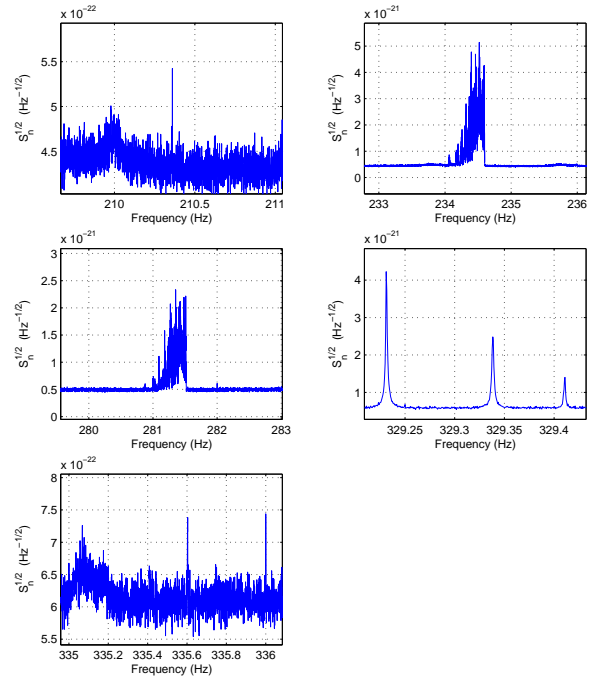 x 10⁻²²
5.5
5
4.5
S_n^{1/2} (Hz^{-1/2})
210 210.5 211
Frequency (Hz)
x 10⁻²¹
5
4
3
2
1
0
S_n^{1/2} (Hz^{-1/2})
233 234 235 236
Frequency (Hz)
x 10⁻²¹
3
2.5
2
1.5
1
0.5
0
S_n^{1/2} (Hz^{-1/2})
280 281 282 283
Frequency (Hz)
x 10⁻²¹
4
3
2
1
S_n^{1/2} (Hz^{-1/2})
329.25 329.3 329.35 329.4
Frequency (Hz)
x 10⁻²²
8
7.5
7
6.5
6
5.5
S_n^{1/2} (Hz^{-1/2})
335 335.2 335.4 335.6 335.8 336
Frequency (Hz)